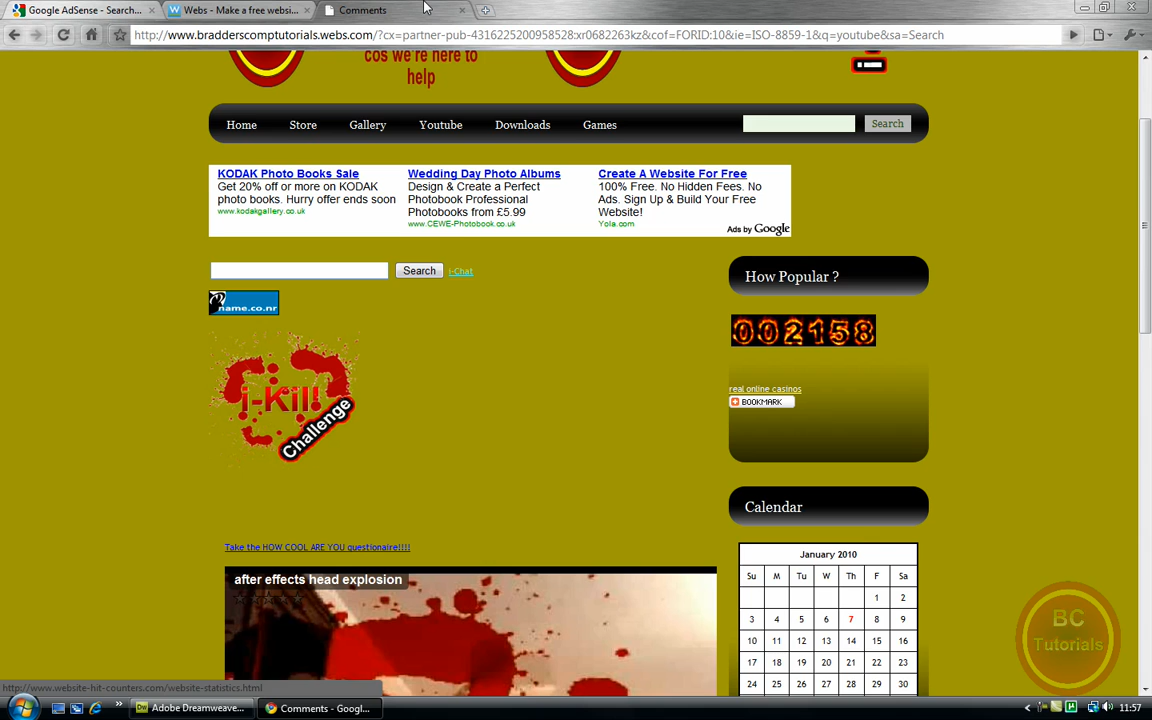 Google AdSense - Search...
Webs - Make a free websi...
Comments
http://www.bradderscomptutorials.webs.com/?cx=partner-pub-4316225200958528:xr0682263kz&cof=FORID:10&ie=ISO-8859-1&q=youtube&sa=Search
cos we're here to
help
Home
Store
Gallery
Youtube
Downloads
Games
Search
KODAK Photo Books Sale
Get 20% off or more on KODAK
photo books. Hurry offer ends soon
www.kodakgallery.co.uk
Wedding Day Photo Albums
Design & Create a Perfect
Photobook Professional
Photobooks from £5.99
www.CEWE-Photobook.co.uk
Create A Website For Free
100% Free. No Hidden Fees. No
Ads. Sign Up & Build Your Free
Website!
Yola.com
Ads by Google
Search
i-Chat
How Popular ?
name.co.nr
002158
i-Kill
Challenge
real online casinos
BOOKMARK
Calendar
Take the HOW COOL ARE YOU questionaire!!!!
January 2010
Su Mo Tu We Th F Sa
1 2
3 4 5 6 7 8 9
10 11 12 13 14 15 16
17 18 19 20 21 22 23
24 25 26 27 28 29 30
after effects head explosion
BC
Tutorials
http://www.website-hit-counters.com/website-statistics.html
Adobe Dreamweave...
Comments - Googl...
11:57